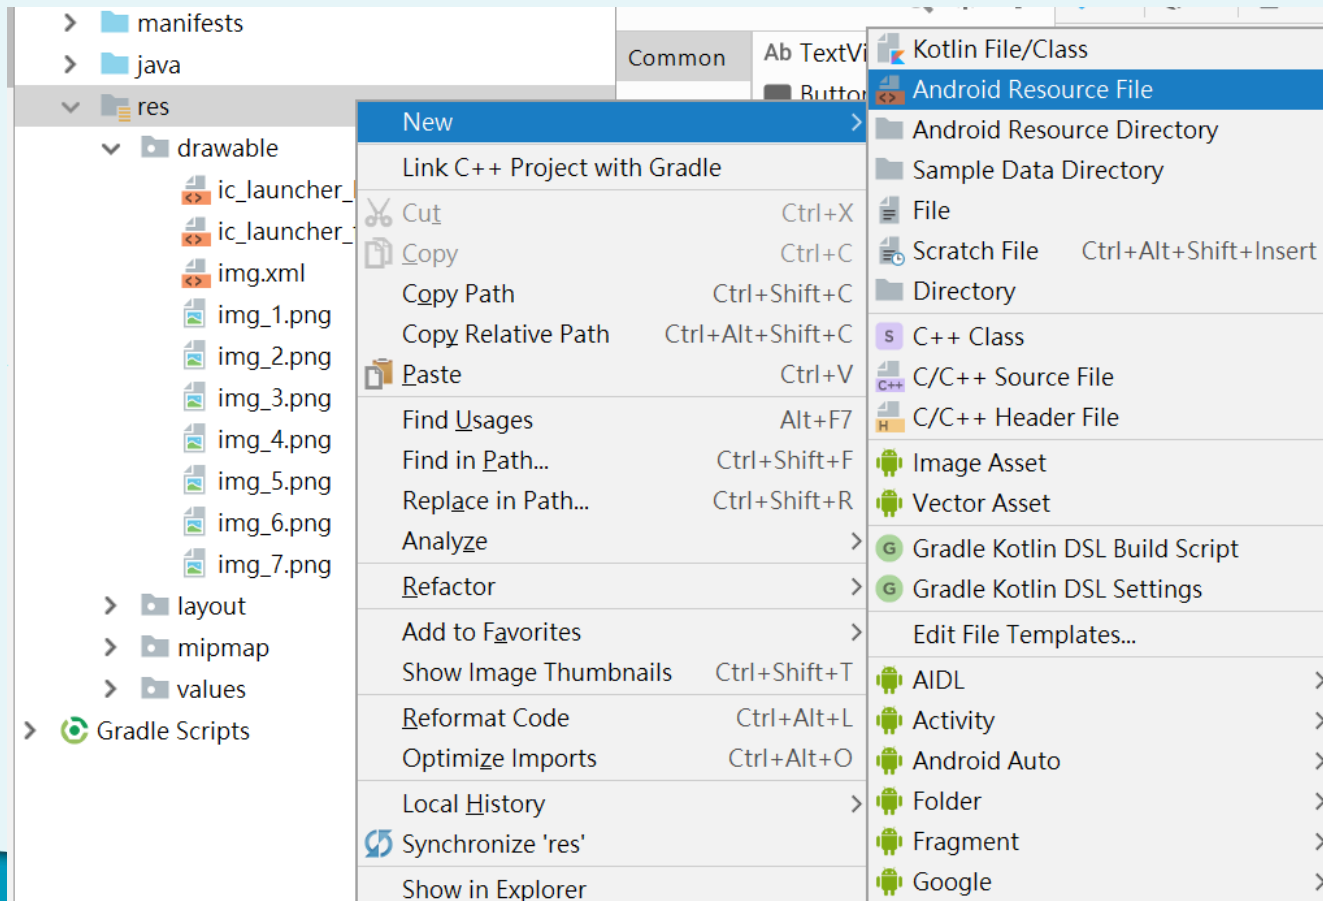 manifests
java
res
drawable
ic_launcher_
ic_launcher_
img.xml
img_1.png
img_2.png
img_3.png
img_4.png
img_5.png
img_6.png
img_7.png
layout
mipmap
values
Gradle Scripts
Common
Ab TextVi
Button
New
Link C++ Project with Gradle
Cut Ctrl+X
Copy Ctrl+C
Copy Path Ctrl+Shift+C
Copy Relative Path Ctrl+Alt+Shift+C
Paste Ctrl+V
Find Usages Alt+F7
Find in Path... Ctrl+Shift+F
Replace in Path... Ctrl+Shift+R
Analyze
Refactor
Add to Favorites
Show Image Thumbnails Ctrl+Shift+T
Reformat Code Ctrl+Alt+L
Optimize Imports Ctrl+Alt+O
Local History
Synchronize 'res'
Show in Explorer
Kotlin File/Class
Android Resource File
Android Resource Directory
Sample Data Directory
File
Scratch File Ctrl+Alt+Shift+Insert
Directory
S C++ Class
C++ C/C++ Source File
H C/C++ Header File
Image Asset
Vector Asset
G Gradle Kotlin DSL Build Script
G Gradle Kotlin DSL Settings
Edit File Templates...
AIDL
Activity
Android Auto
Folder
Fragment
Google